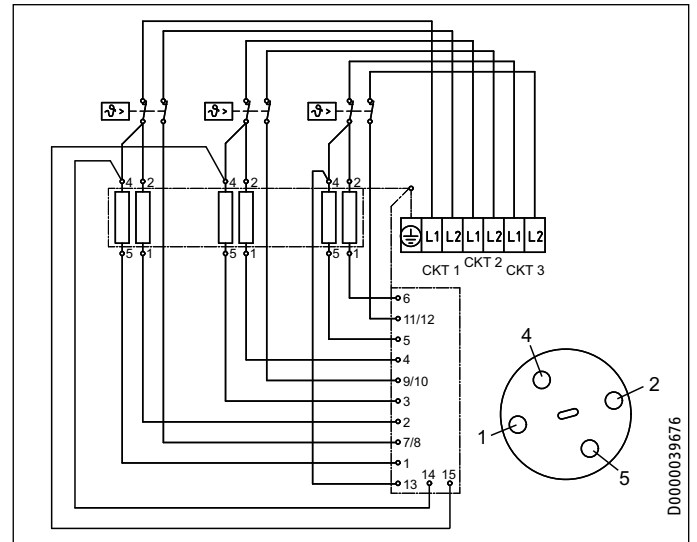 ϑ> ϑ> ϑ>
4 2 4 2 4 2
5 1 5 1 5 1
L1 L2 L1 L2 L1 L2
CKT 1 CKT 2 CKT 3
6
11/12
5
4
9/10
3
2
7/8
1
13 14 15
4
2
1
5
D0000039676